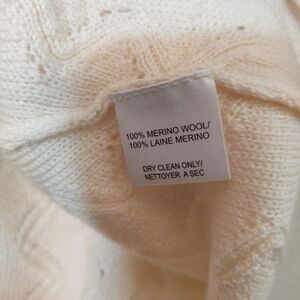 100% MERINO WOOL/
100% LAINE MERINO
DRY CLEAN ONLY/
NETTOYER A SEC